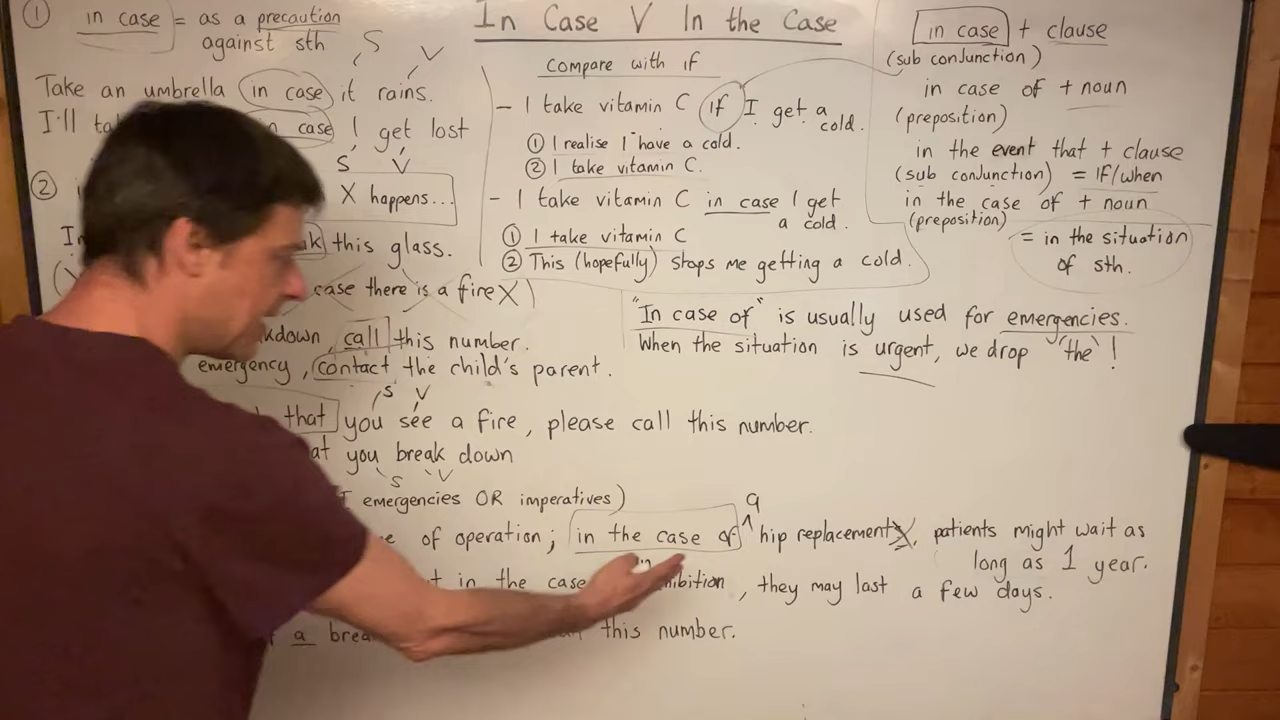 In Case V In the Case
① in case = as a precaution
against sth
S V
Take an umbrella in case it rains.
I'll in case I get lost
S V
②
X happens...
this glass.
case there is a fire X)
down, call this number.
emergency, contact the child's parent.
S V
that you see a fire, please call this number.
you break down
S V
emergencies OR imperatives)
of operation; in the case of a hip replacements, patients might wait as
long as 1 year.
in the case, they may last a few days.
a this number.
Compare with if
- I take vitamin C if I get a
cold.
① I realise I have a cold.
② I take vitamin C.
- I take vitamin C in case I get
a cold.
① I take vitamin C
② This (hopefully) stops me getting a cold.
in case + clause
(sub conjunction)
in case of + noun
(preposition)
in the event that + clause
(sub conjunction) = IF/when
in the case of + noun
(preposition)
= in the situation
of sth.
"In case of" is usually used for emergencies.
When the situation is urgent, we drop 'the'!